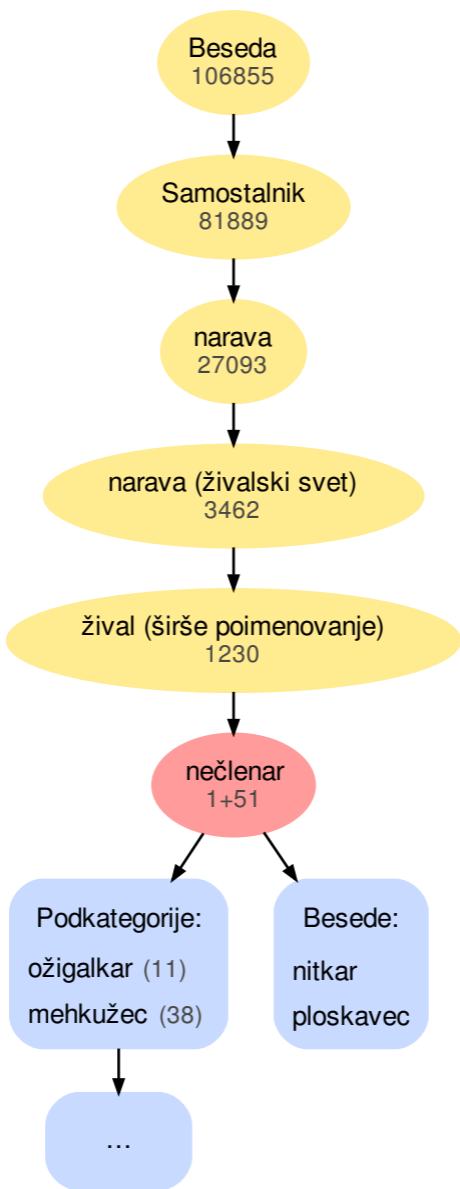 Beseda
106855
Samostalnik
81889
narava
27093
narava (živalski svet)
3462
žival (širše poimenovanje)
1230
nečlenar
1+51
Podkategorije:
ožigalkar (11)
mehkužec (38)
Besede:
nitkar
ploskavec
...